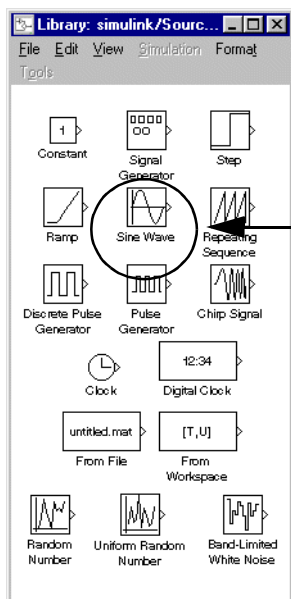 Library: simulink/Sourc...
File Edit View Simulation Format
Tools
1
Constant
Signal
Generator
Step
Ramp
Sine Wave
Repeating
Sequence
Discrete Pulse
Generator
Pulse
Generator
Chirp Signal
Clock
12:34
Digital Clock
untitled.mat
From File
[T,U]
From
Workspace
Random
Number
Uniform Random
Number
Band-Limited
White Noise